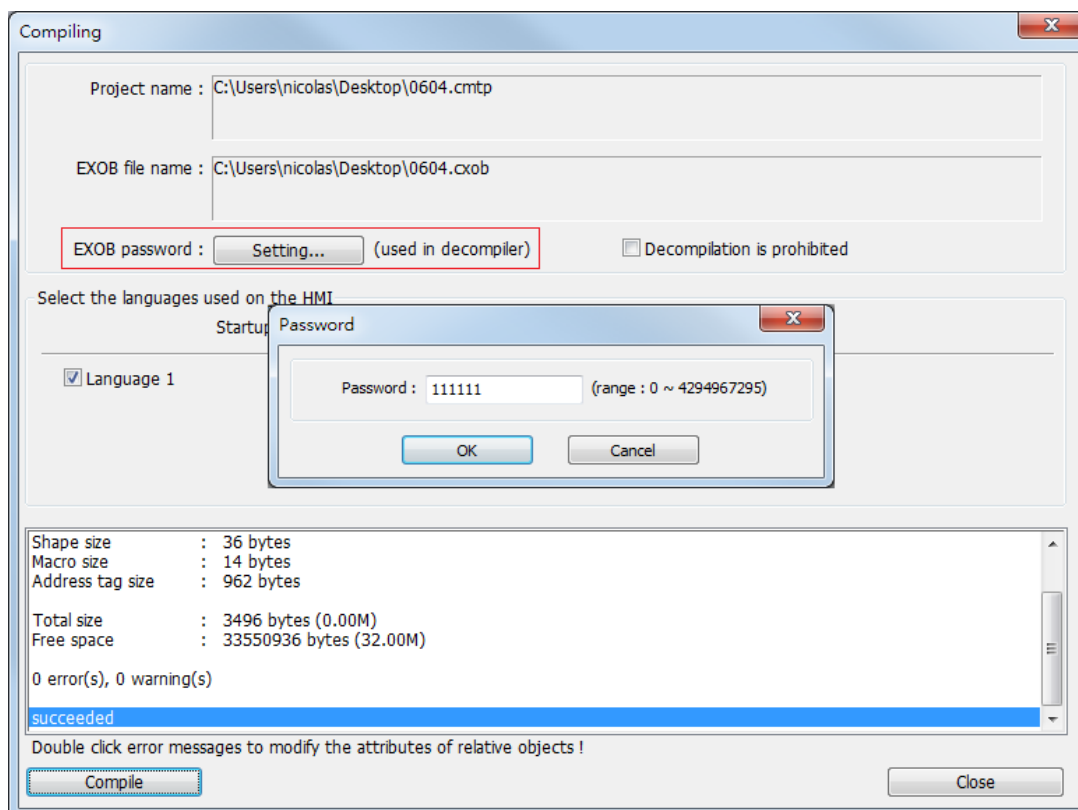 Compiling
Project name : C:\Users\nicolas\Desktop\0604.cmtp
EXOB file name : C:\Users\nicolas\Desktop\0604.cxob
EXOB password : Setting... (used in decompiler) Decompilation is prohibited
Select the languages used on the HMI
Startup
Password
Language 1
Password : 111111 (range : 0 ~ 4294967295)
OK Cancel
Shape size : 36 bytes
Macro size : 14 bytes
Address tag size : 962 bytes
Total size : 3496 bytes (0.00M)
Free space : 33550936 bytes (32.00M)
0 error(s), 0 warning(s)
succeeded
Double click error messages to modify the attributes of relative objects !
Compile Close